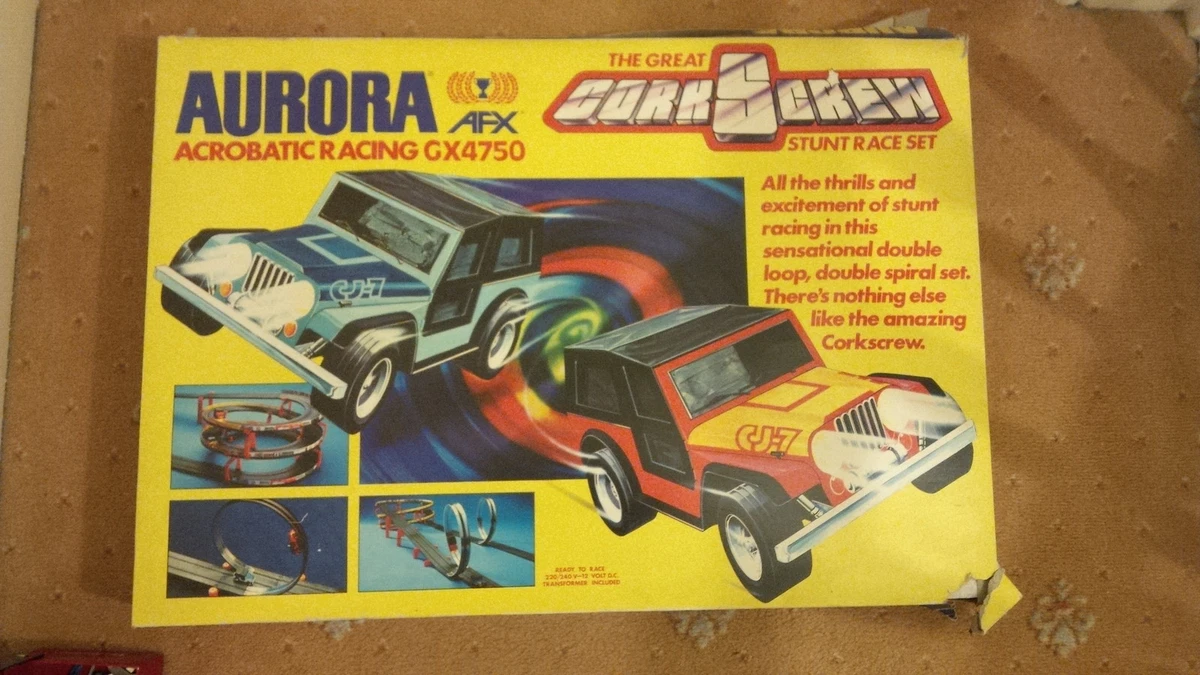 AURORA
AFX
ACROBATIC RACING GX4750
THE GREAT
CORKSCREW
STUNT RACE SET
All the thrills and
excitement of stunt
racing in this
sensational double
loop, double spiral set.
There's nothing else
like the amazing
Corkscrew.
CJ-7
CJ-7
READY TO RACE
220/240 V-12 VOLT D.C.
TRANSFORMER INCLUDED